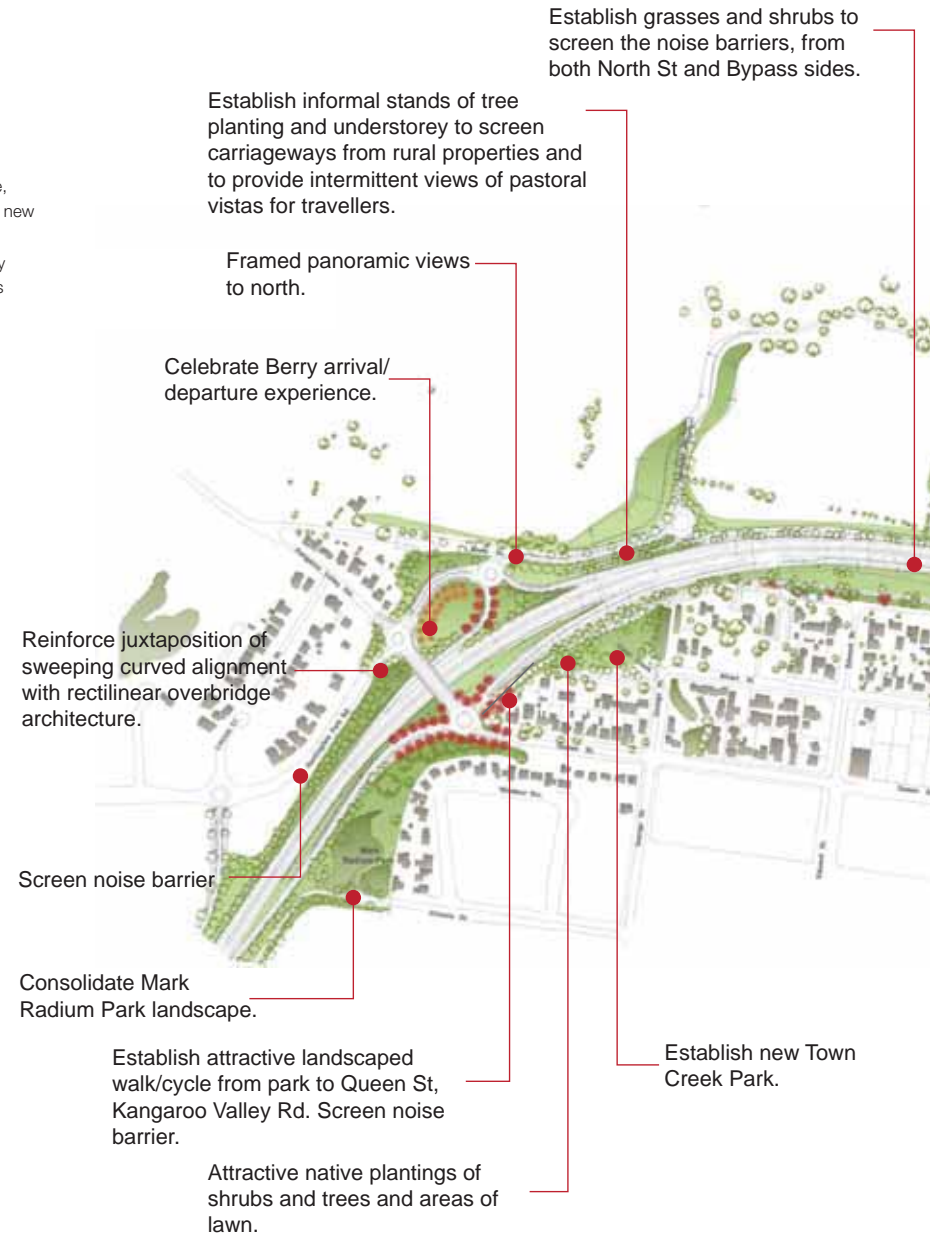 Establish grasses and shrubs to
screen the noise barriers, from
both North St and Bypass sides.
Establish informal stands of tree
planting and understorey to screen
carriageways from rural properties and
to provide intermittent views of pastoral
vistas for travellers.
new
Framed panoramic views
to north.
Celebrate Berry arrival/
departure experience.
Reinforce juxtaposition of
sweeping curved alignment
with rectilinear overbridge
architecture.
Screen noise barrier
Mark
Radium Park
Consolidate Mark
Radium Park landscape.
Establish attractive landscaped
walk/cycle from park to Queen St,
Kangaroo Valley Rd. Screen noise
barrier.
Establish new Town
Creek Park.
Attractive native plantings of
shrubs and trees and areas of
lawn.